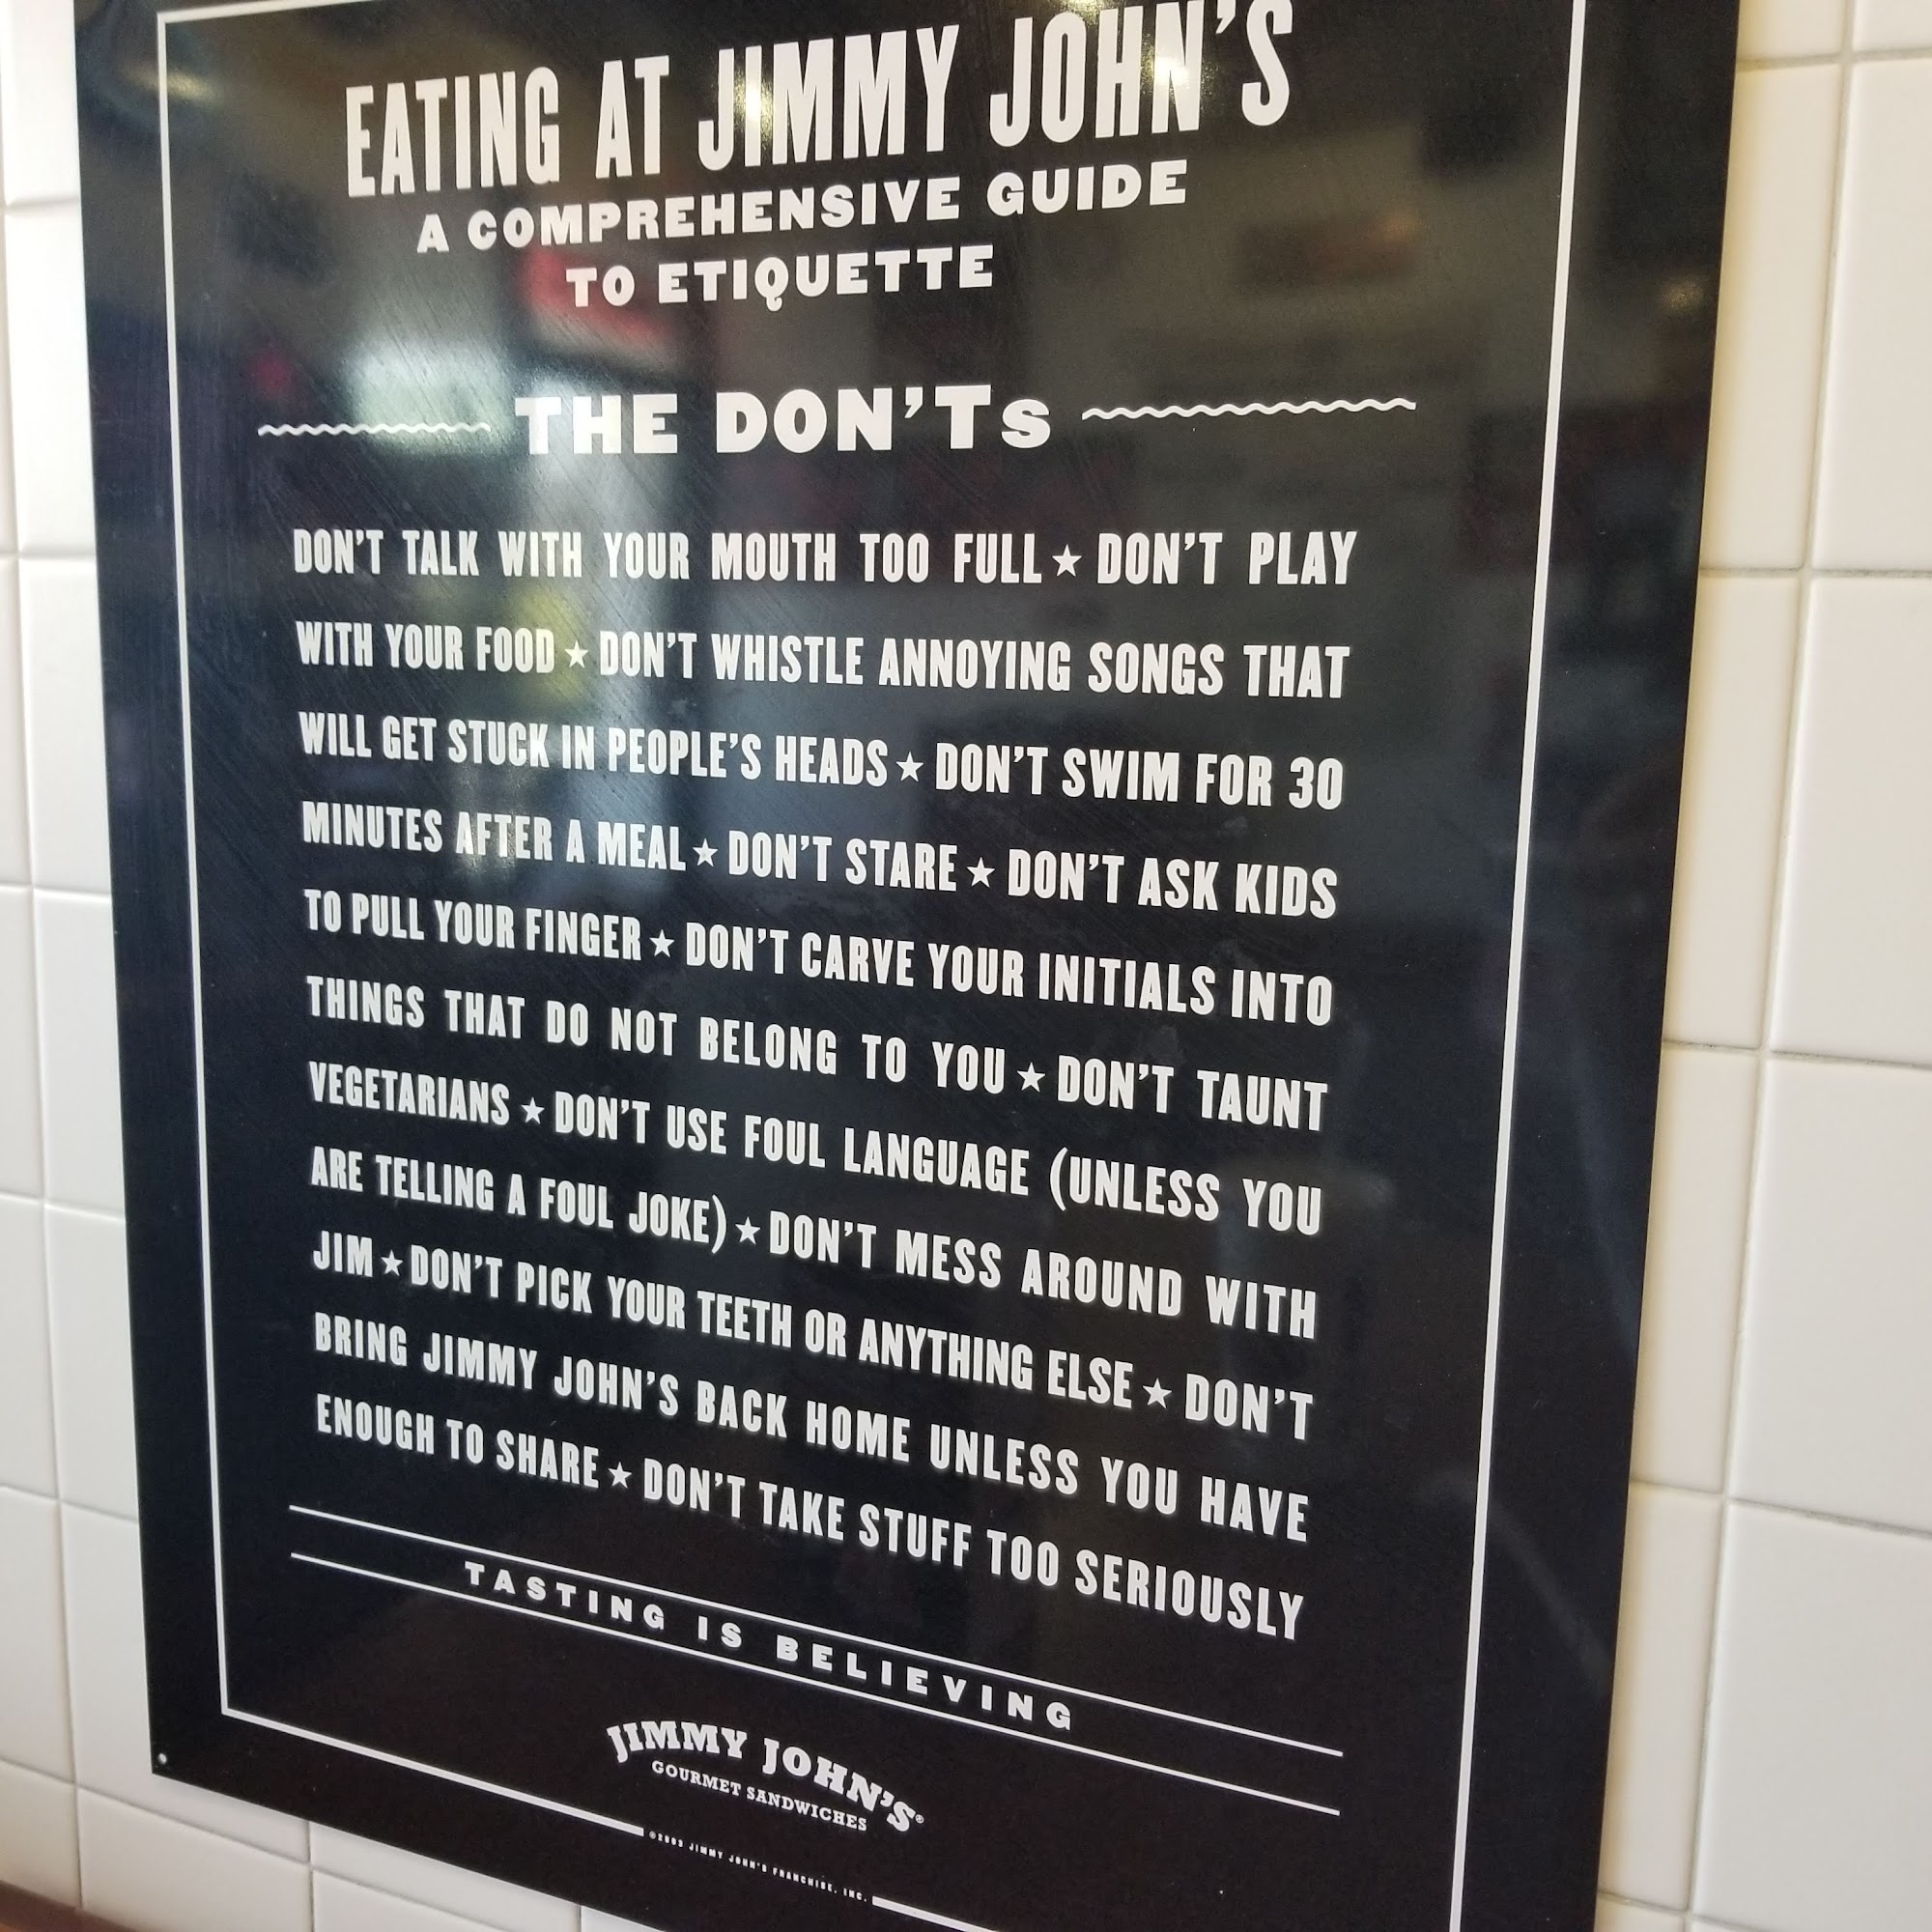 EATING AT JIMMY JOHN'S
A COMPREHENSIVE GUIDE
TO ETIQUETTE
THE DON'Ts
DON'T TALK WITH YOUR MOUTH TOO FULL ★ DON'T PLAY
WITH YOUR FOOD ★ DON'T WHISTLE ANNOYING SONGS THAT
WILL GET STUCK IN PEOPLE'S HEADS ★ DON'T SWIM FOR 30
MINUTES AFTER A MEAL ★ DON'T STARE ★ DON'T ASK KIDS
TO PULL YOUR FINGER ★ DON'T CARVE YOUR INITIALS INTO
THINGS THAT DO NOT BELONG TO YOU ★ DON'T TAUNT
VEGETARIANS ★ DON'T USE FOUL LANGUAGE (UNLESS YOU
ARE TELLING A FOUL JOKE) ★ DON'T MESS AROUND WITH
JIM ★ DON'T PICK YOUR TEETH OR ANYTHING ELSE ★ DON'T
BRING JIMMY JOHN'S BACK HOME UNLESS YOU HAVE
ENOUGH TO SHARE ★ DON'T TAKE STUFF TOO SERIOUSLY
TASTING IS BELIEVING
JIMMY JOHN'S®
GOURMET SANDWICHES
©2003 JIMMY JOHN'S FRANCHISE, INC.